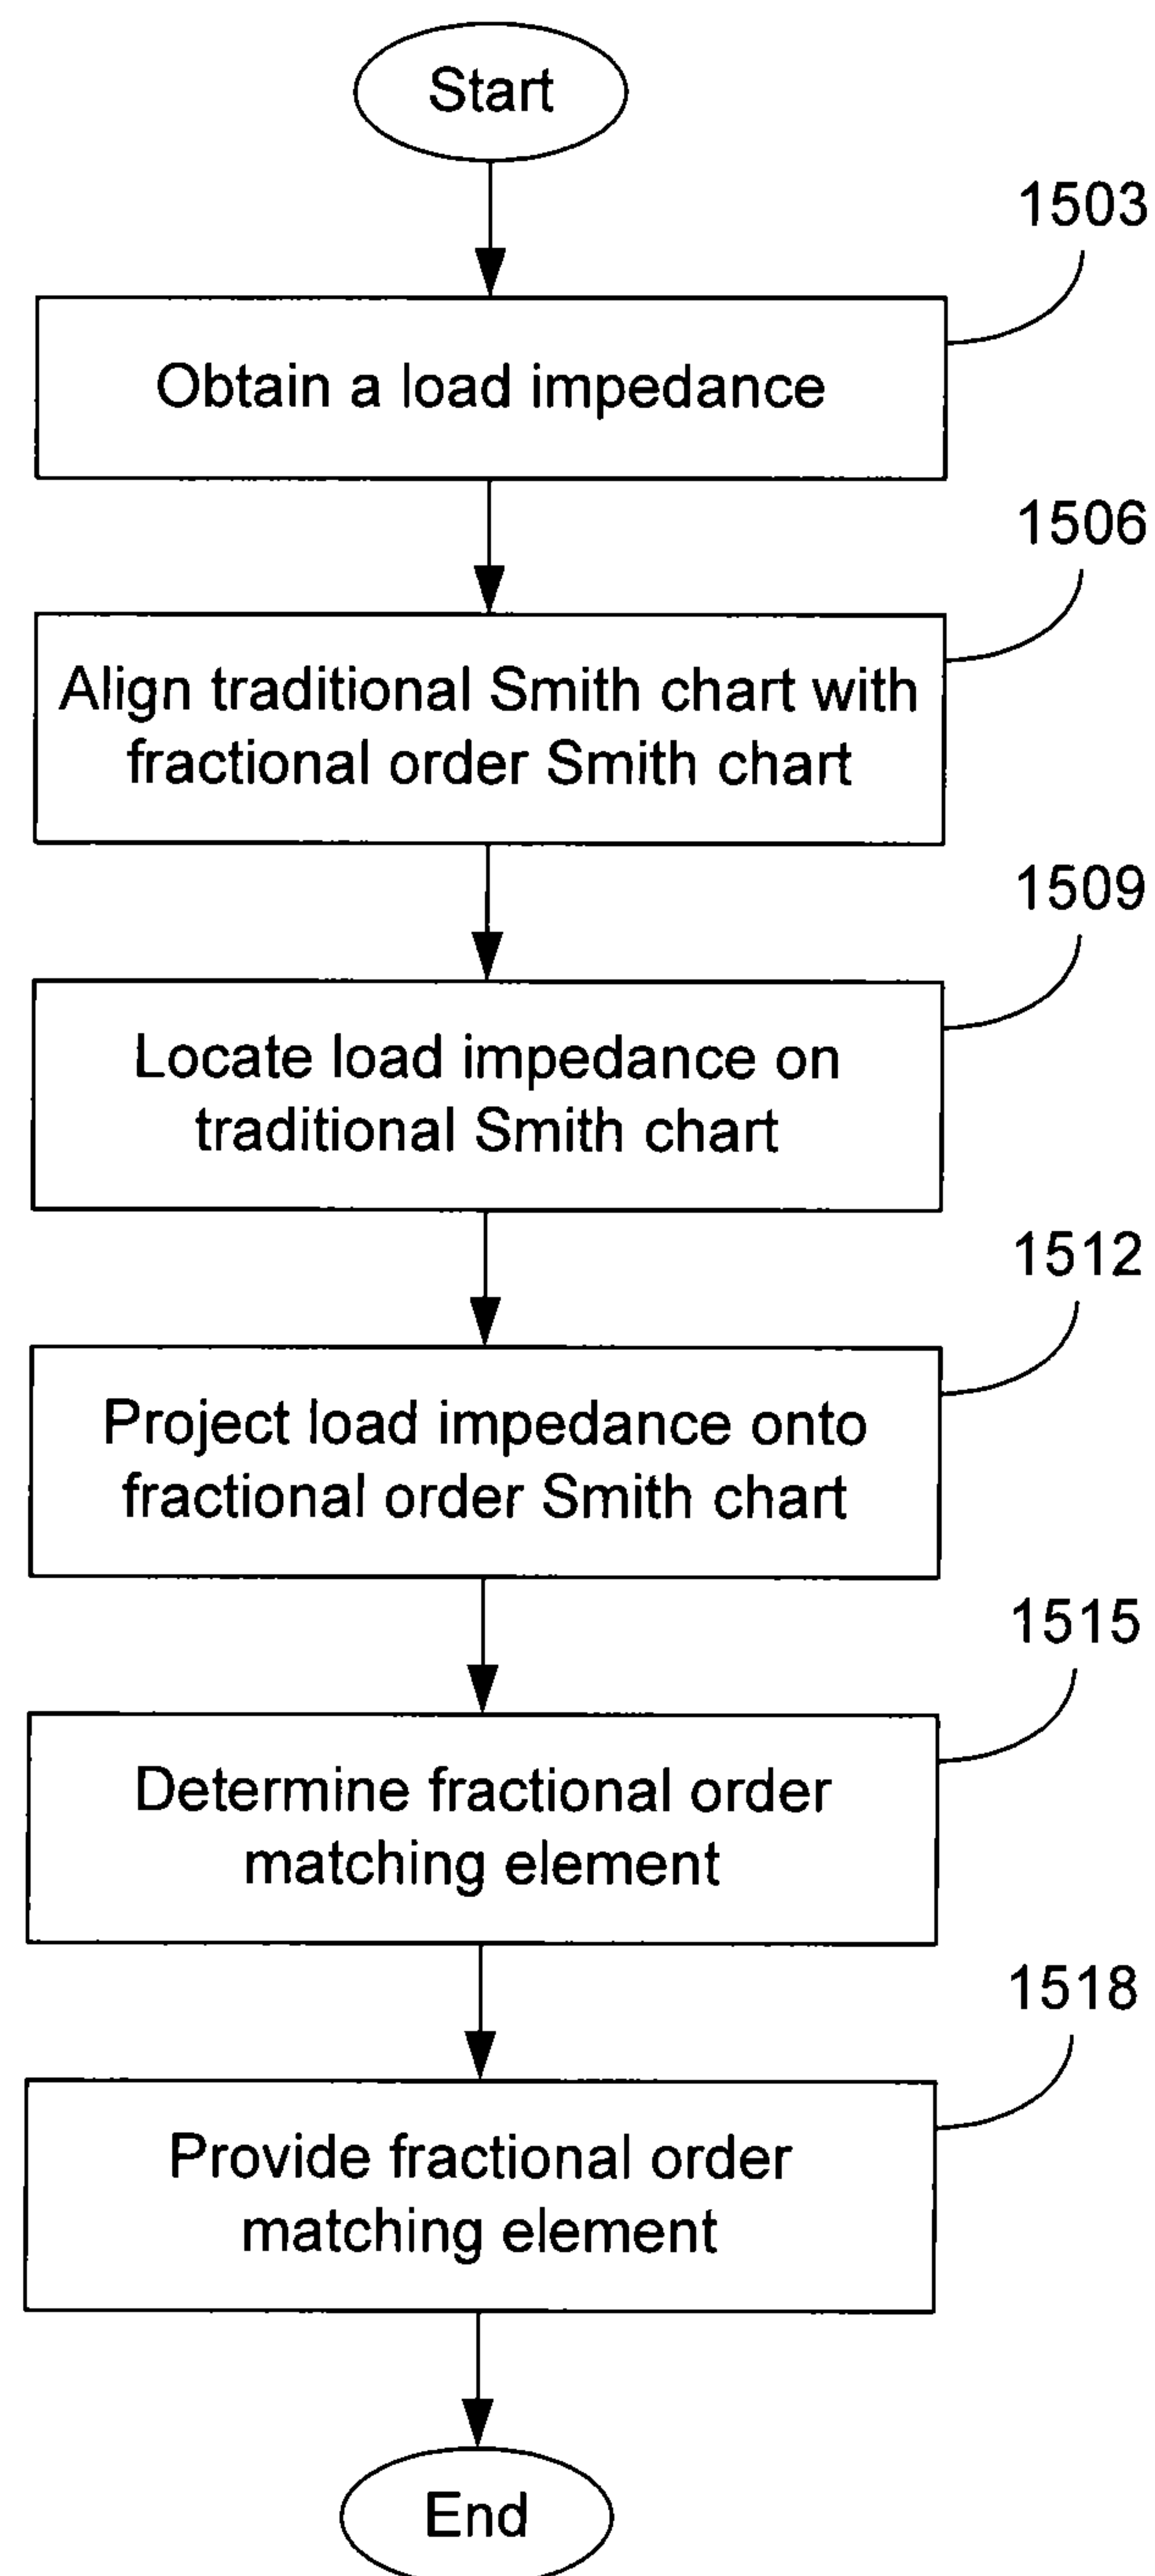 Start
1503
Obtain a load impedance
1506
Align traditional Smith chart with
fractional order Smith chart
1509
Locate load impedance on
traditional Smith chart
1512
Project load impedance onto
fractional order Smith chart
1515
Determine fractional order
matching element
1518
Provide fractional order
matching element
End